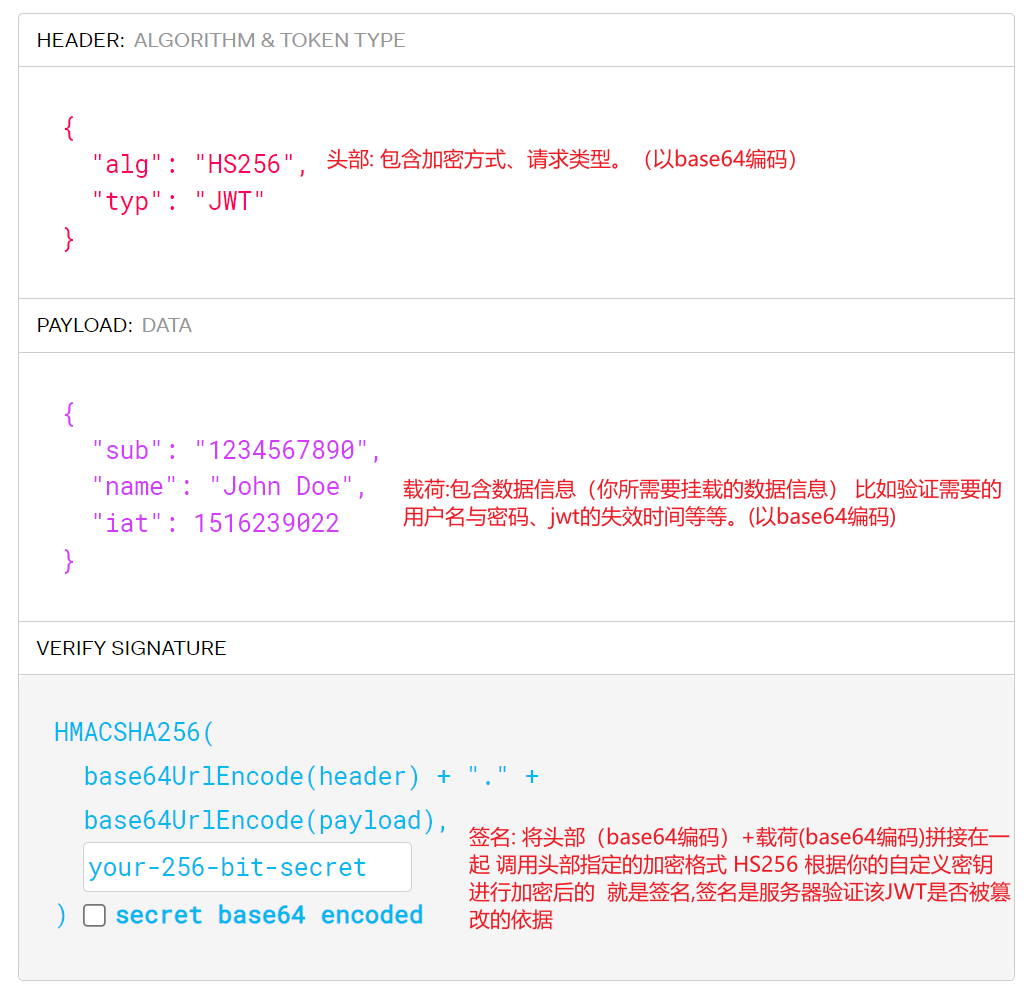 HEADER: ALGORITHM & TOKEN TYPE
{
"alg": "HS256",
头部: 包含加密方式、请求类型。（以base64编码）
"typ": "JWT"
}
PAYLOAD: DATA
{
"sub": "1234567890",
"name": "John Doe",
"iat": 1516239022
载荷:包含数据信息（你所需要挂载的数据信息） 比如验证需要的
用户名与密码、jwt的失效时间等等。(以base64编码)
}
VERIFY SIGNATURE
HMACSHA256(
base64UrlEncode(header) + "." +
base64UrlEncode(payload),
your-256-bit-secret
) secret base64 encoded
签名: 将头部（base64编码）+载荷(base64编码)拼接在一
起 调用头部指定的加密格式 HS256 根据你的自定义密钥
进行加密后的 就是签名,签名是服务器验证该JWT是否被篡
改的依据